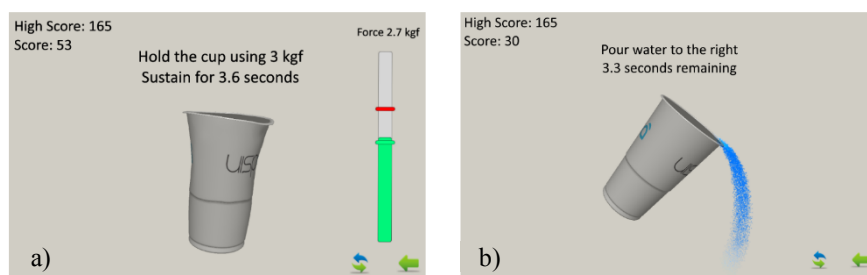 High Score: 165
Score: 53
Force 2.7 kgf
Hold the cup using 3 kgf
Sustain for 3.6 seconds
a)
High Score: 165
Score: 30
Pour water to the right
3.3 seconds remaining
b)